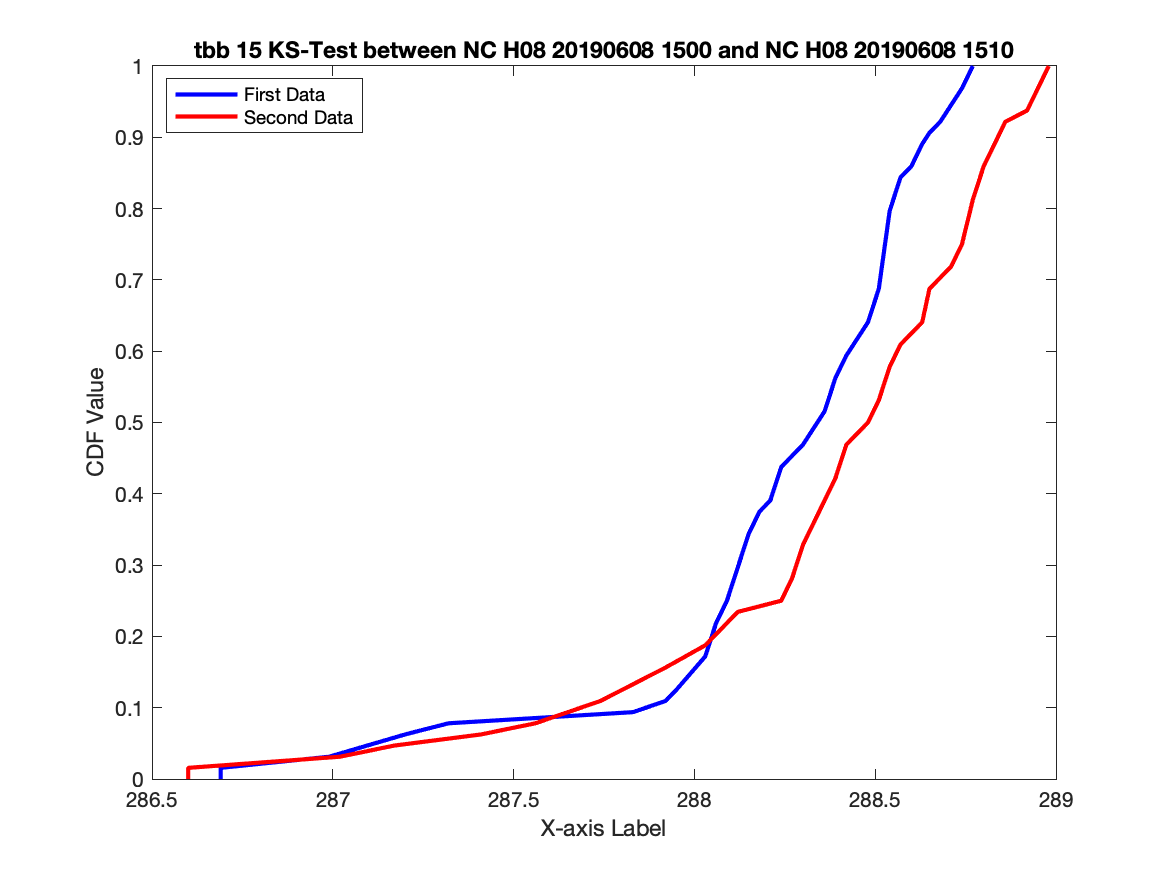 tbb 15 KS-Test between NC H08 20190608 1500 and NC H08 20190608 1510
First Data
Second Data
1
0.9
0.8
0.7
0.6
0.5
0.4
0.3
0.2
0.1
0
CDF Value
286.5 287 287.5 288 288.5 289
X-axis Label